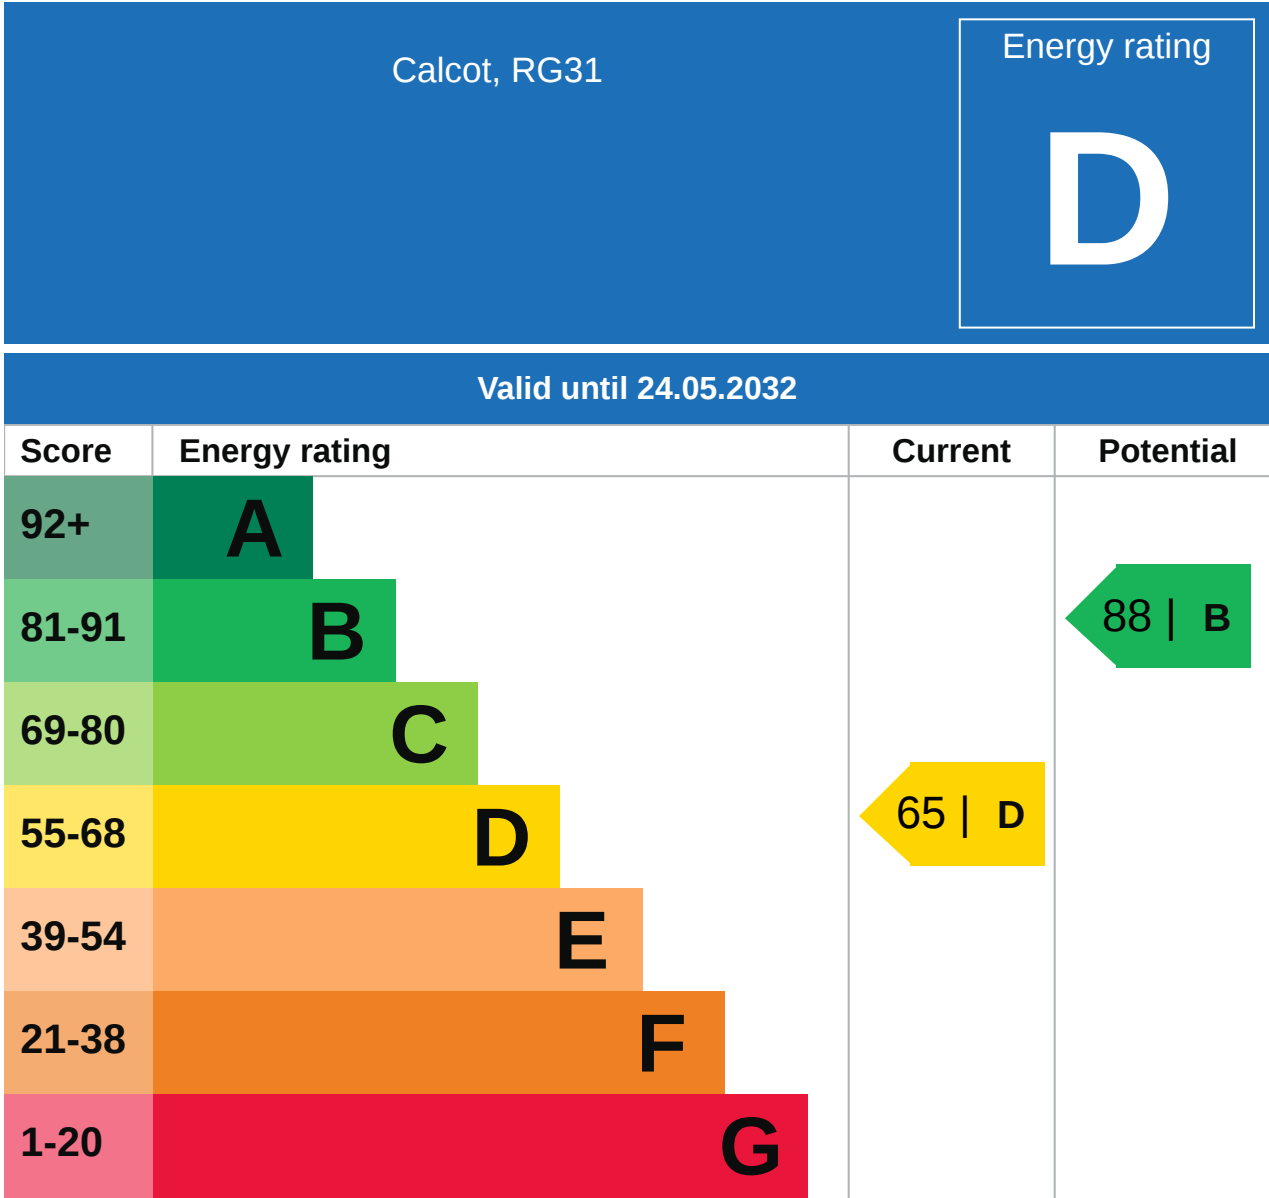 Calcot, RG31
Energy rating
D
Valid until 24.05.2032
Score Energy rating Current Potential
92+ A
81-91 B 88 | B
69-80 C
55-68 D 65 | D
39-54 E
21-38 F
1-20 G